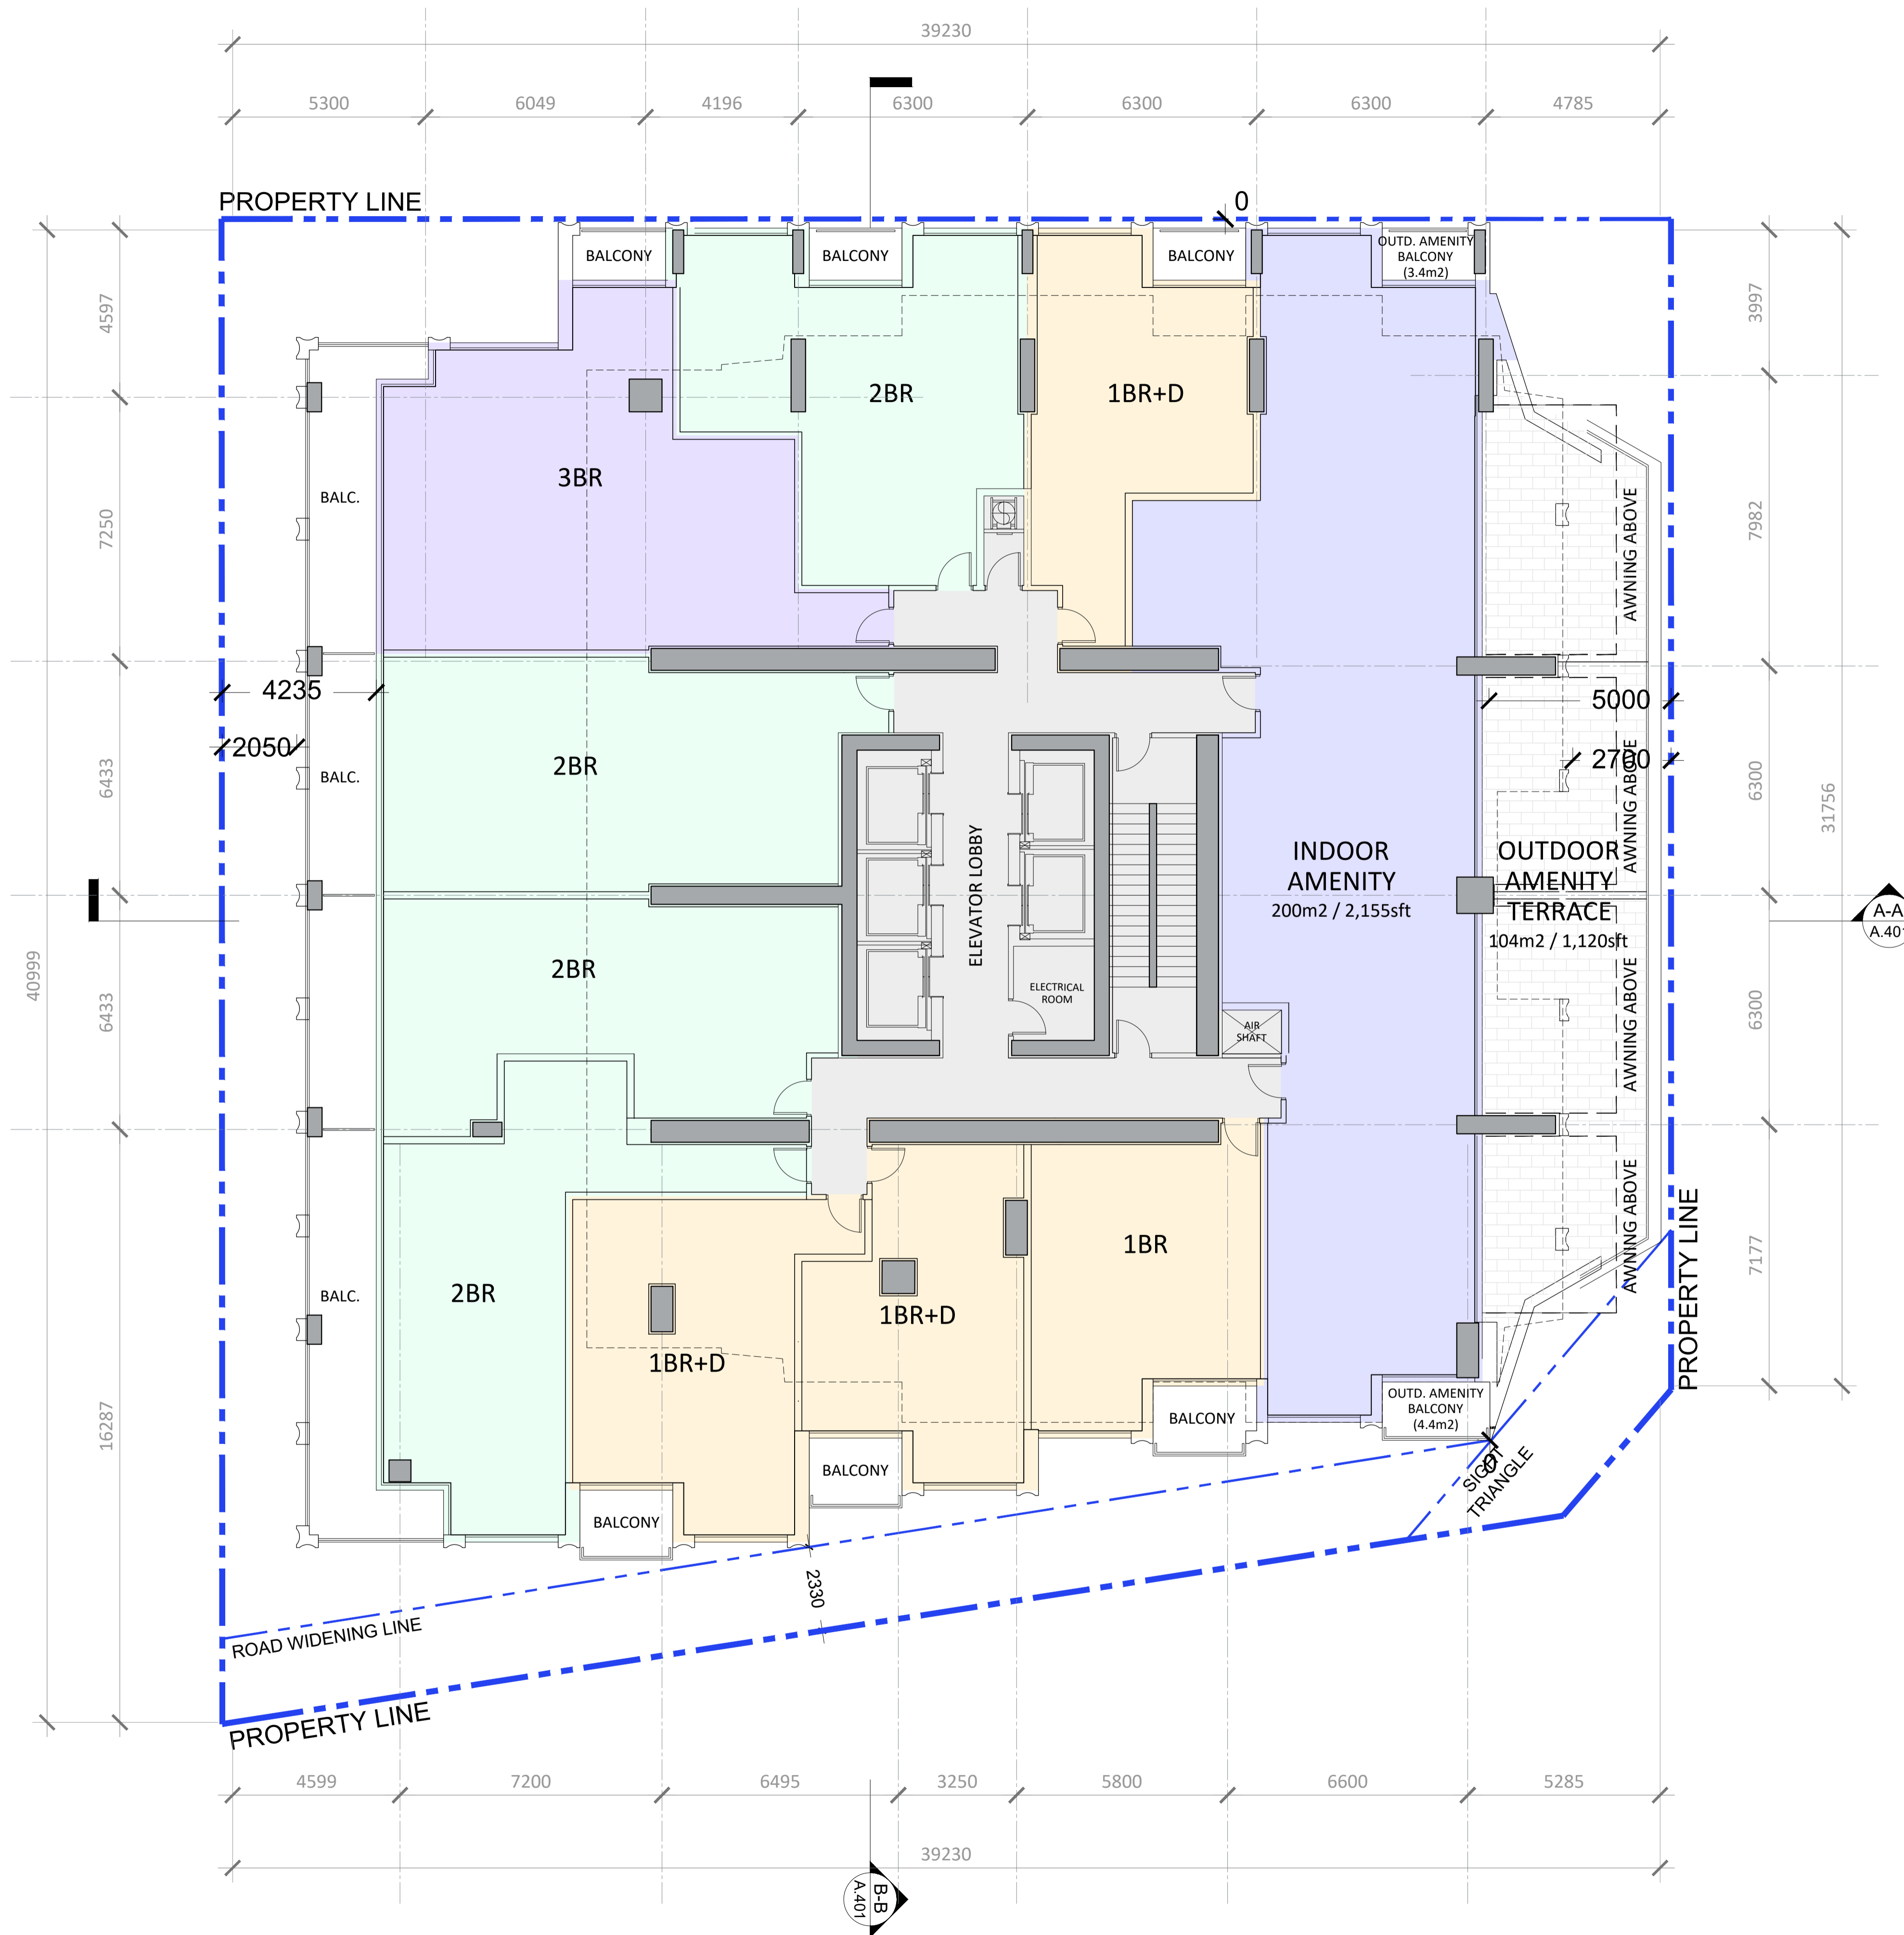 39230
5300
6049
4196
6300
6300
6300
4785
PROPERTY LINE
0
BALCONY
BALCONY
BALCONY
OUTD. AMENITY
BALCONY
(3.4m2)
4597
3997
2BR
1BR+D
3BR
BALC.
7250
7982
AWNING ABOVE
4235
5000
2050
2700
BALC.
2BR
6433
6300
31756
AWNING ABOVE
ELEVATOR LOBBY
INDOOR
AMENITY
200m2 / 2,155sft
OUTDOOR
AMENITY
TERRACE
104m2 / 1,120sft
A-A
A.401
40999
2BR
ELECTRICAL
ROOM
AIR
SHAFT
6433
6300
AWNING ABOVE
AWNING ABOVE
PROPERTY LINE
7177
1BR
BALC.
2BR
1BR+D
1BR+D
16287
OUTD. AMENITY
BALCONY
(4.4m2)
BALCONY
BALCONY
BALCONY
0
SIGHT
TRIANGLE
2330
ROAD WIDENING LINE
PROPERTY LINE
4599
7200
6495
3250
5800
6600
5285
39230
B-B
A.401